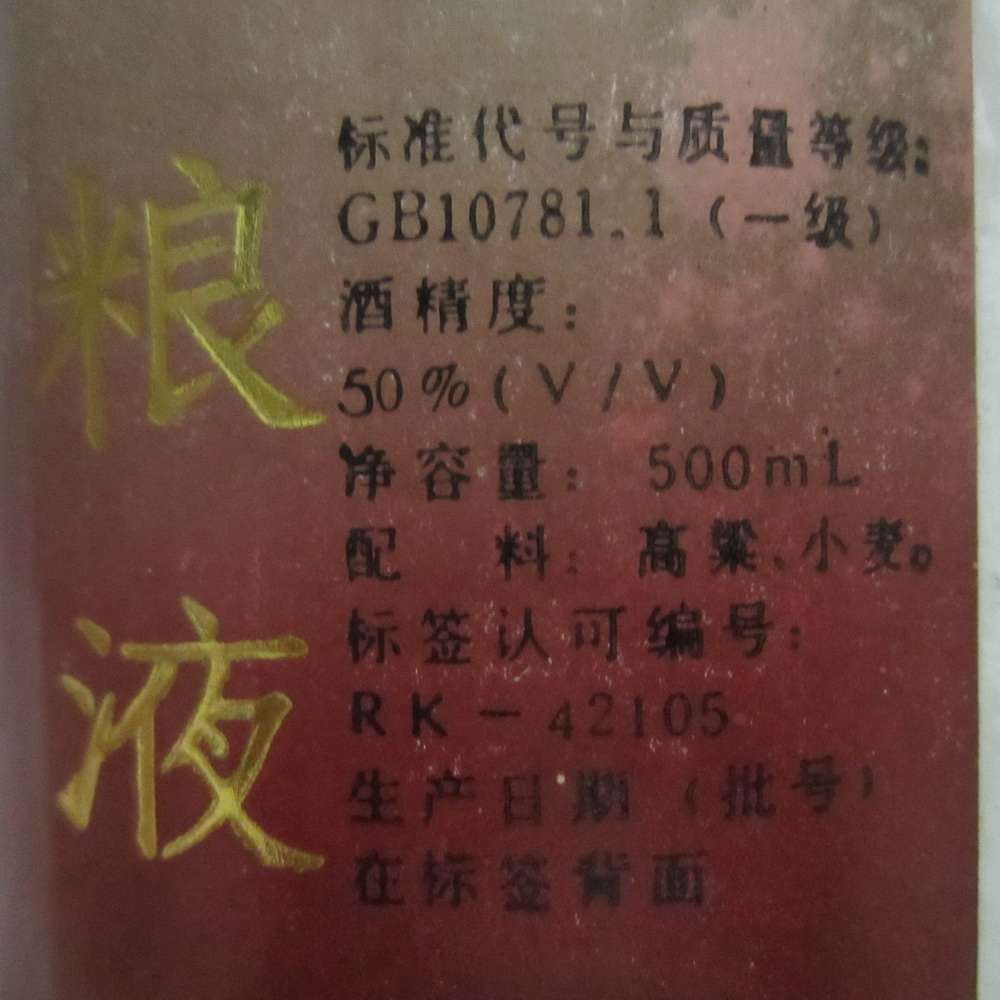 粮液
标准代号与质量等级:
GB10781.1(一级)
酒精度:
50%(V/V)
净容量: 500mL
配 料: 高粱、小麦。
标签认可编号:
RK-42105
生产日期(批号)
在标签背面